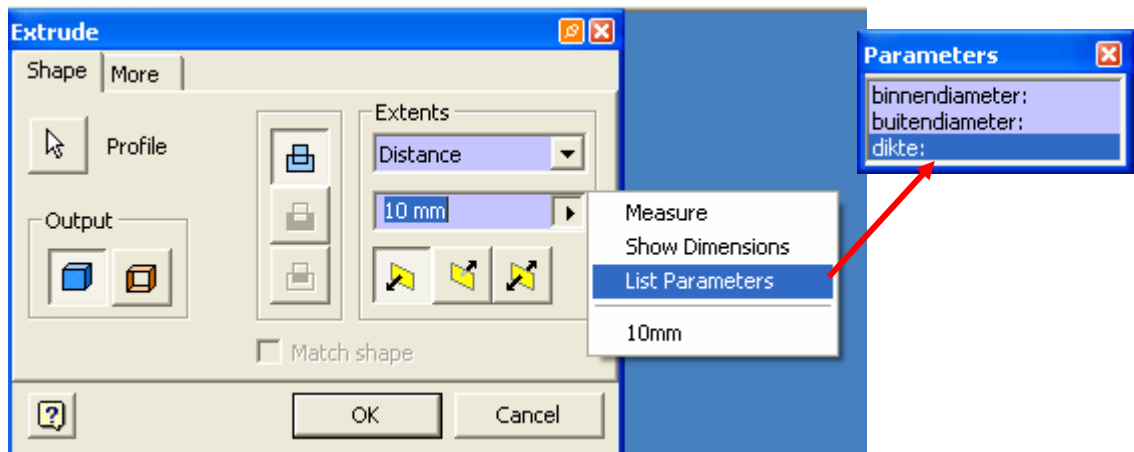 Extrude
Shape
More
Profile
Output
Extents
Distance
10 mm
Match shape
OK
Cancel
Measure
Show Dimensions
List Parameters
10mm
Parameters
binnendiameter:
buitendiameter:
dikte: